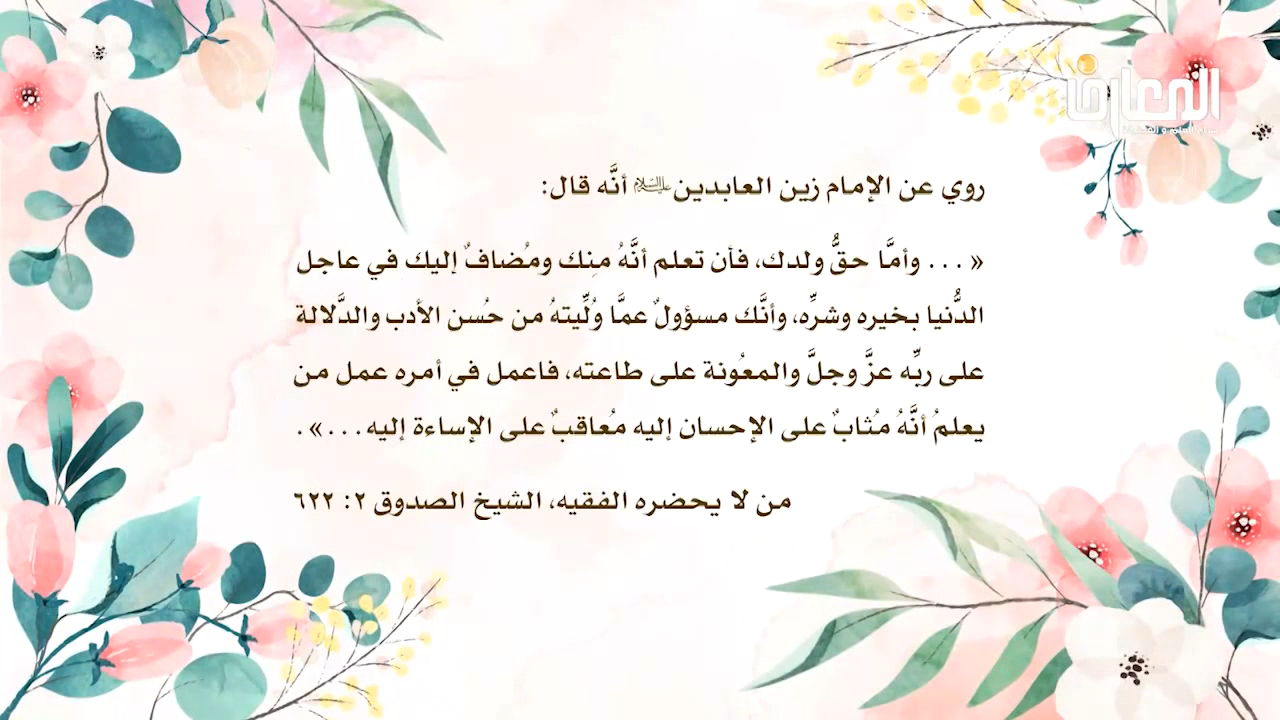 المعارف
روي عن الإمام زين العابدين عليه السلام أنَّه قال:
« ... وأمَّا حقُّ ولدك، فأن تعلم أنَّهُ منِك ومُضافٌ إليك في عاجل
الدُّنيا بخيره وشرِّه، وأنَّك مسؤولٌ عمَّا وُلِّيتهُ من حُسن الأدب والدَّلالة
على ربِّه عزَّ وجلَّ والمعُونة على طاعته، فاعمل في أمره عمل من
يعلمُ أنَّهُ مُثابٌ على الإحسان إليه مُعاقبٌ على الإساءة إليه...».
من لا يحضره الفقيه، الشيخ الصدوق ٢: ٦٢٢